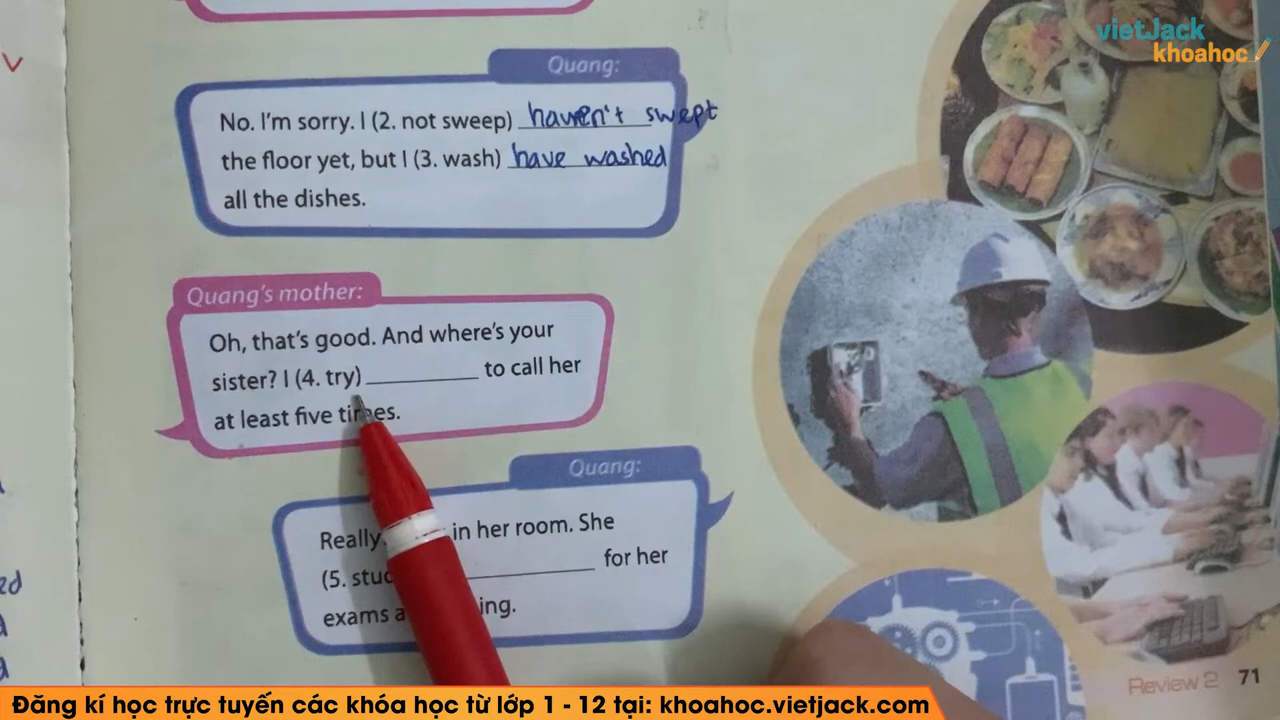 vietJack
khoahoc
Quang:
No. I'm sorry. I (2. not sweep) haven't swept
the floor yet, but I (3. wash) have washed
all the dishes.
Quang's mother:
Oh, that's good. And where's your
sister? I (4. try) __________ to call her
at least five times.
Quang:
Really in her room. She
(5. __________ for her
exams
Review 2 71
Đăng kí học trực tuyến các khóa học từ lớp 1 - 12 tại: khoahoc.vietjack.com